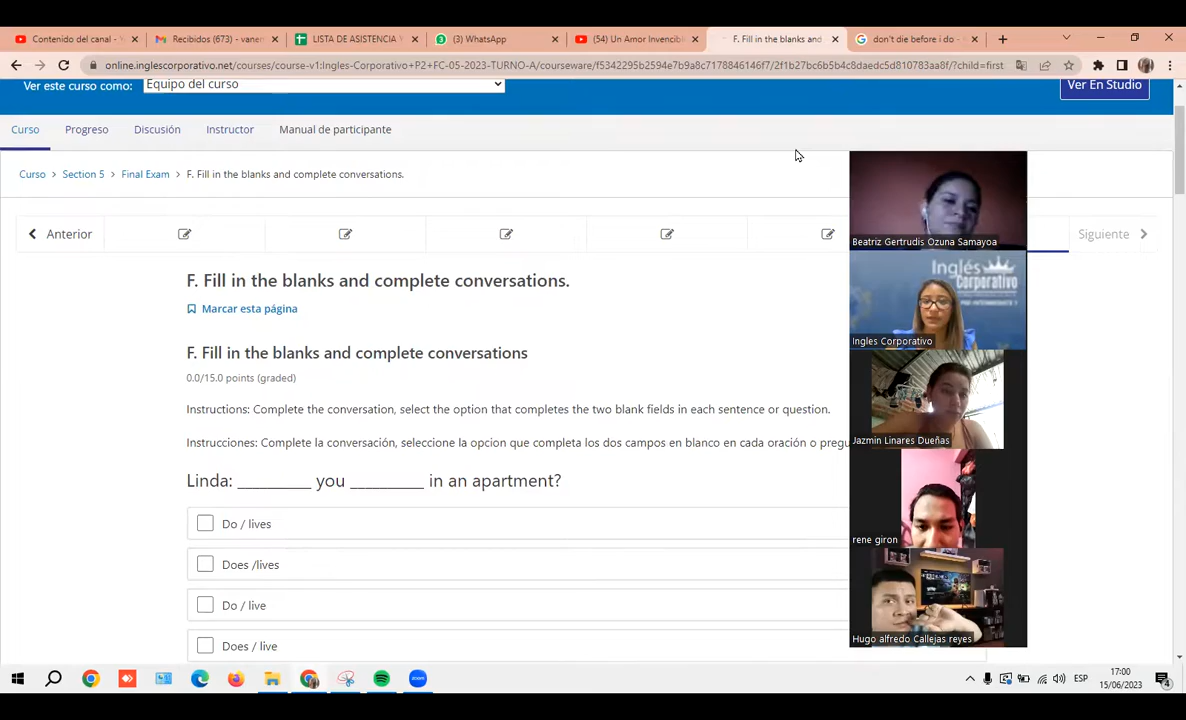 Contenido del canal - Y
Recibidos (673) - vanem
LISTA DE ASISTENCIA Y
(3) WhatsApp
(54) Un Amor Invencible
F. Fill in the blanks and
don't die before i do -
online.inglescorporativo.net/courses/course-v1:Ingles-Corporativo+P2+FC-05-2023-TURNO-A/courseware/f5342295b2594e7b9a8c7178846146f7/2f1b27bc6b5b4c8daedc5d810783aa8f/?child=first
Ver este curso como:
Equipo del curso
Ver En Studio
Curso
Progreso
Discusión
Instructor
Manual de participante
Curso > Section 5 > Final Exam > F. Fill in the blanks and complete conversations.
Anterior
Siguiente
F. Fill in the blanks and complete conversations.
Marcar esta página
F. Fill in the blanks and complete conversations
0.0/15.0 points (graded)
Instructions: Complete the conversation, select the option that completes the two blank fields in each sentence or question.
Instrucciones: Complete la conversación, seleccione la opcion que completa los dos campos en blanco en cada oración o pregu
Linda: _________ you _________ in an apartment?
Do / lives
Does /lives
Do / live
Does / live
Beatriz Gertrudis Ozuna Samayoa
Inglés
Corporativo
Ingles Corporativo
Jazmin Linares Dueñas
rene giron
Hugo alfredo Callejas reyes
zoom
ESP
17:00
15/06/2023
4